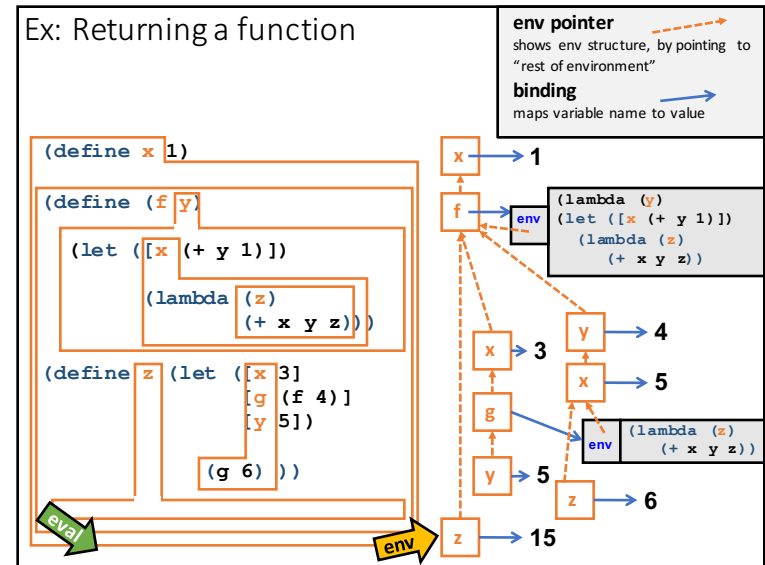 Ex: Returning a function
env pointer
shows env structure, by pointing to
“rest of environment”
binding
maps variable name to value
(define x 1)
(define (f y)
(let ([x (+ y 1)])
(lambda (z)
(+ x y z)))
(define z (let ([x 3]
[g (f 4)]
[y 5])
(g 6) ))
eval
env
x 1
f
env
(lambda (y)
(let ([x (+ y 1)])
(lambda (z)
(+ x y z))
x 3
g
y 5
y 4
x 5
env
(lambda (z)
(+ x y z))
z 6
z 15